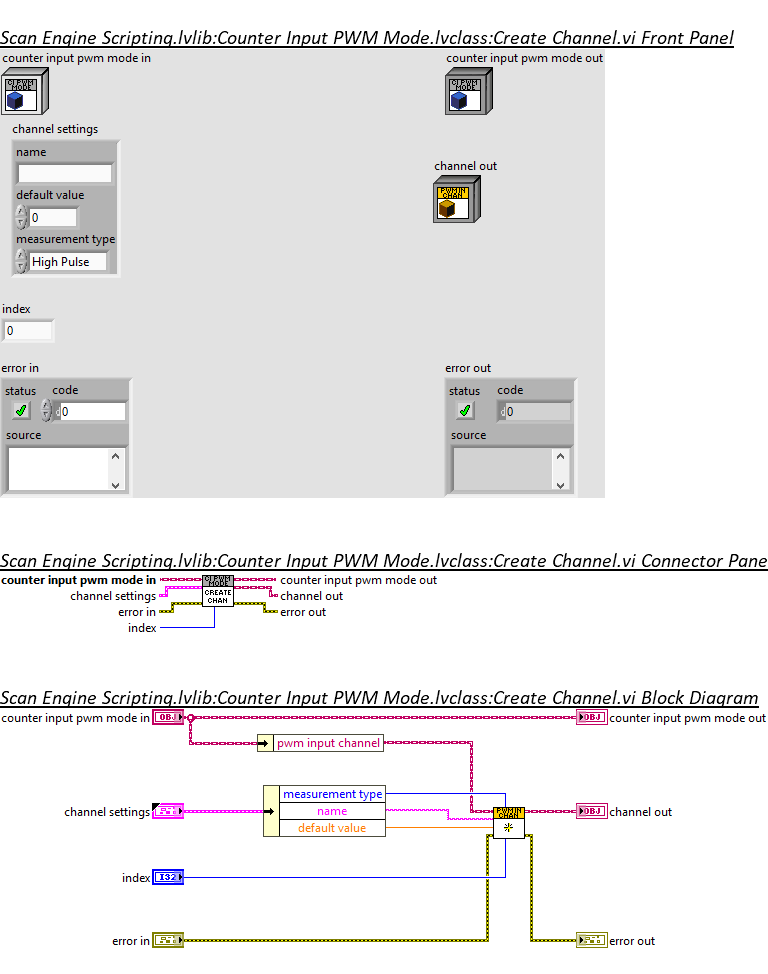 Scan Engine Scripting.lvlib:Counter Input PWM Mode.lvclass:Create Channel.vi Front Panel
counter input pwm mode in
counter input pwm mode out
CI PWM
MODE
CI PWM
MODE
channel settings
name
channel out
PWM IN
CHAN
default value
0
measurement type
High Pulse
index
0
error in
error out
status
code
status
code
d 0
d 0
source
source
Scan Engine Scripting.lvlib:Counter Input PWM Mode.lvclass:Create Channel.vi Connector Pane
counter input pwm mode in
CI PWM
MODE
counter input pwm mode out
channel settings
CREATE
CHAN
channel out
error in
error out
index
Scan Engine Scripting.lvlib:Counter Input PWM Mode.lvclass:Create Channel.vi Block Diagram
counter input pwm mode in
OBJ
OBJ
counter input pwm mode out
pwm input channel
measurement type
channel settings
name
PWM IN
CHAN
OBJ
channel out
default value
index
I32
error in
error out